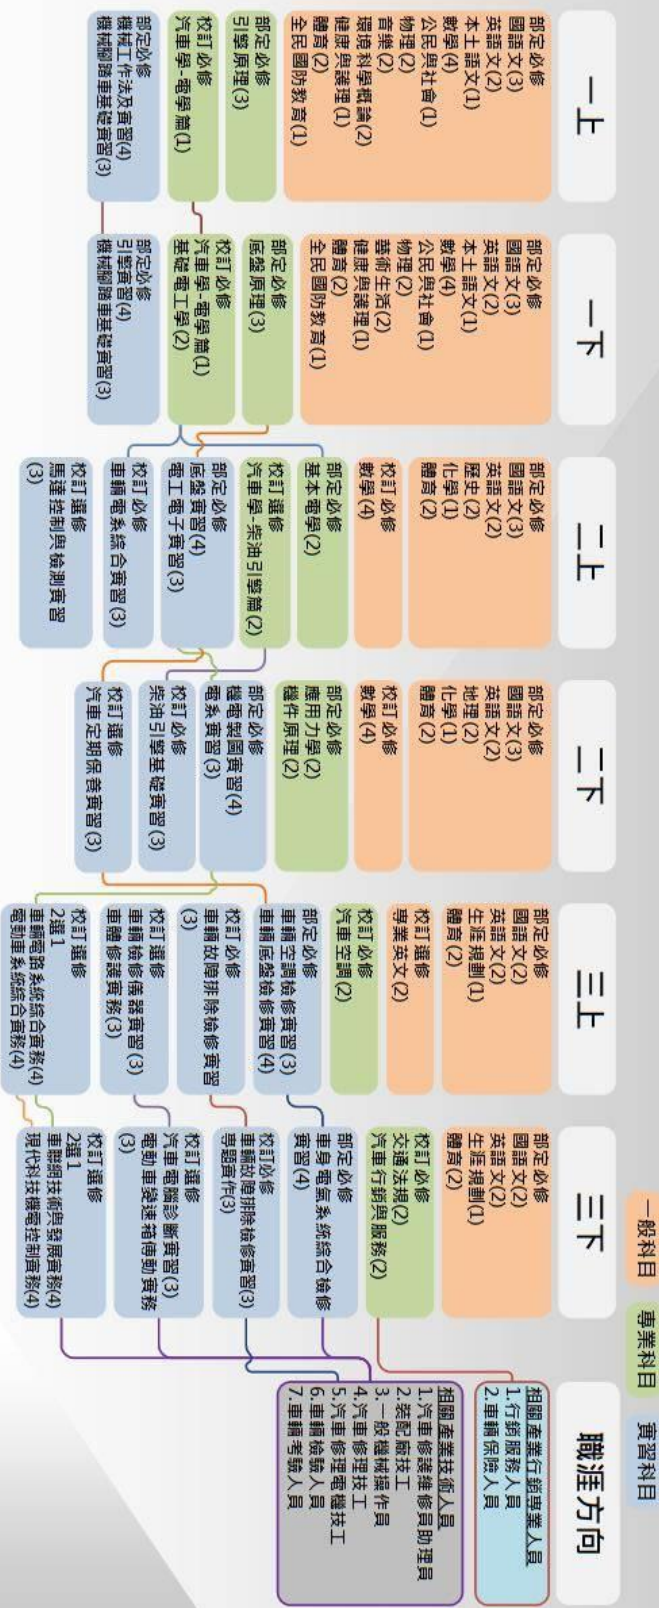 一般科目
專業科目
實習科目
一上
部定必修
國語文(3)
英語文(2)
本土語文(1)
數學(4)
公民與社會(1)
物理(2)
音樂(2)
環境科學概論(2)
健康與護理(1)
體育(2)
全民國防教育(1)
部定必修
引擎原理(3)
校訂必修
汽車學-電學篇(1)
部定必修
機械工作法及實習(4)
機械腳踏車基礎實習(3)
一下
部定必修
國語文(3)
英語文(2)
本土語文(1)
數學(4)
公民與社會(1)
物理(2)
藝術生活(2)
健康與護理(1)
體育(2)
全民國防教育(1)
部定必修
底盤原理(3)
校訂必修
汽車學-電學篇(1)
基礎電工學(2)
部定必修
引擎實習(4)
機械腳踏車基礎實習(3)
二上
部定必修
國語文(3)
英語文(2)
歷史(2)
化學(1)
體育(2)
校訂必修
數學(4)
部定必修
基本電學(2)
校訂選修
汽車學-柴油引擎篇(2)
部定必修
底盤實習(4)
電工電子實習(3)
校訂必修
車輛電系綜合實習(3)
校訂選修
馬達控制與檢測實習
(3)
二下
部定必修
國語文(3)
英語文(2)
地理(2)
化學(1)
體育(2)
校訂必修
數學(4)
部定必修
應用力學(2)
機件原理(2)
部定必修
機電製圖實習(4)
電系實習(3)
校訂必修
柴油引擎基礎實習(3)
校訂選修
汽車定期保養實習(3)
三上
部定必修
國語文(2)
英語文(2)
生涯規劃(1)
體育(2)
校訂選修
專業英文(2)
校訂必修
汽車空調(2)
部定必修
車輛空調檢修實習(3)
車輛底盤檢修實習(4)
校訂必修
車輛故障排除檢修實習
(3)
校訂選修
車輛檢修儀器實習(3)
車體修護實務(3)
校訂選修
2選1
車輛電路系統綜合實務(4)
電動車系統綜合實務(4)
三下
部定必修
國語文(2)
英語文(2)
生涯規劃(1)
體育(2)
校訂必修
交通法規(2)
汽車行銷與服務(2)
部定必修
車身電氣系統綜合檢修
實習(4)
校訂必修
車輛故障排除檢修實習(3)
專題實作(3)
校訂選修
汽車電腦診斷實習(3)
電動車變速箱傳動實務
(3)
校訂選修
2選1
車聯網技術與發展實務(4)
現代科技機電控制實務(4)
職涯方向
相關產業行銷專業人員
1.行銷服務人員
2.車輛保險人員
相關產業技術人員
1.汽車修護維修員助理員
2.裝配廠技工
3.一般機械操作員
4.汽車修理技工
5.汽車修理電機技工
6.車輛檢驗人員
7.車輛考驗人員